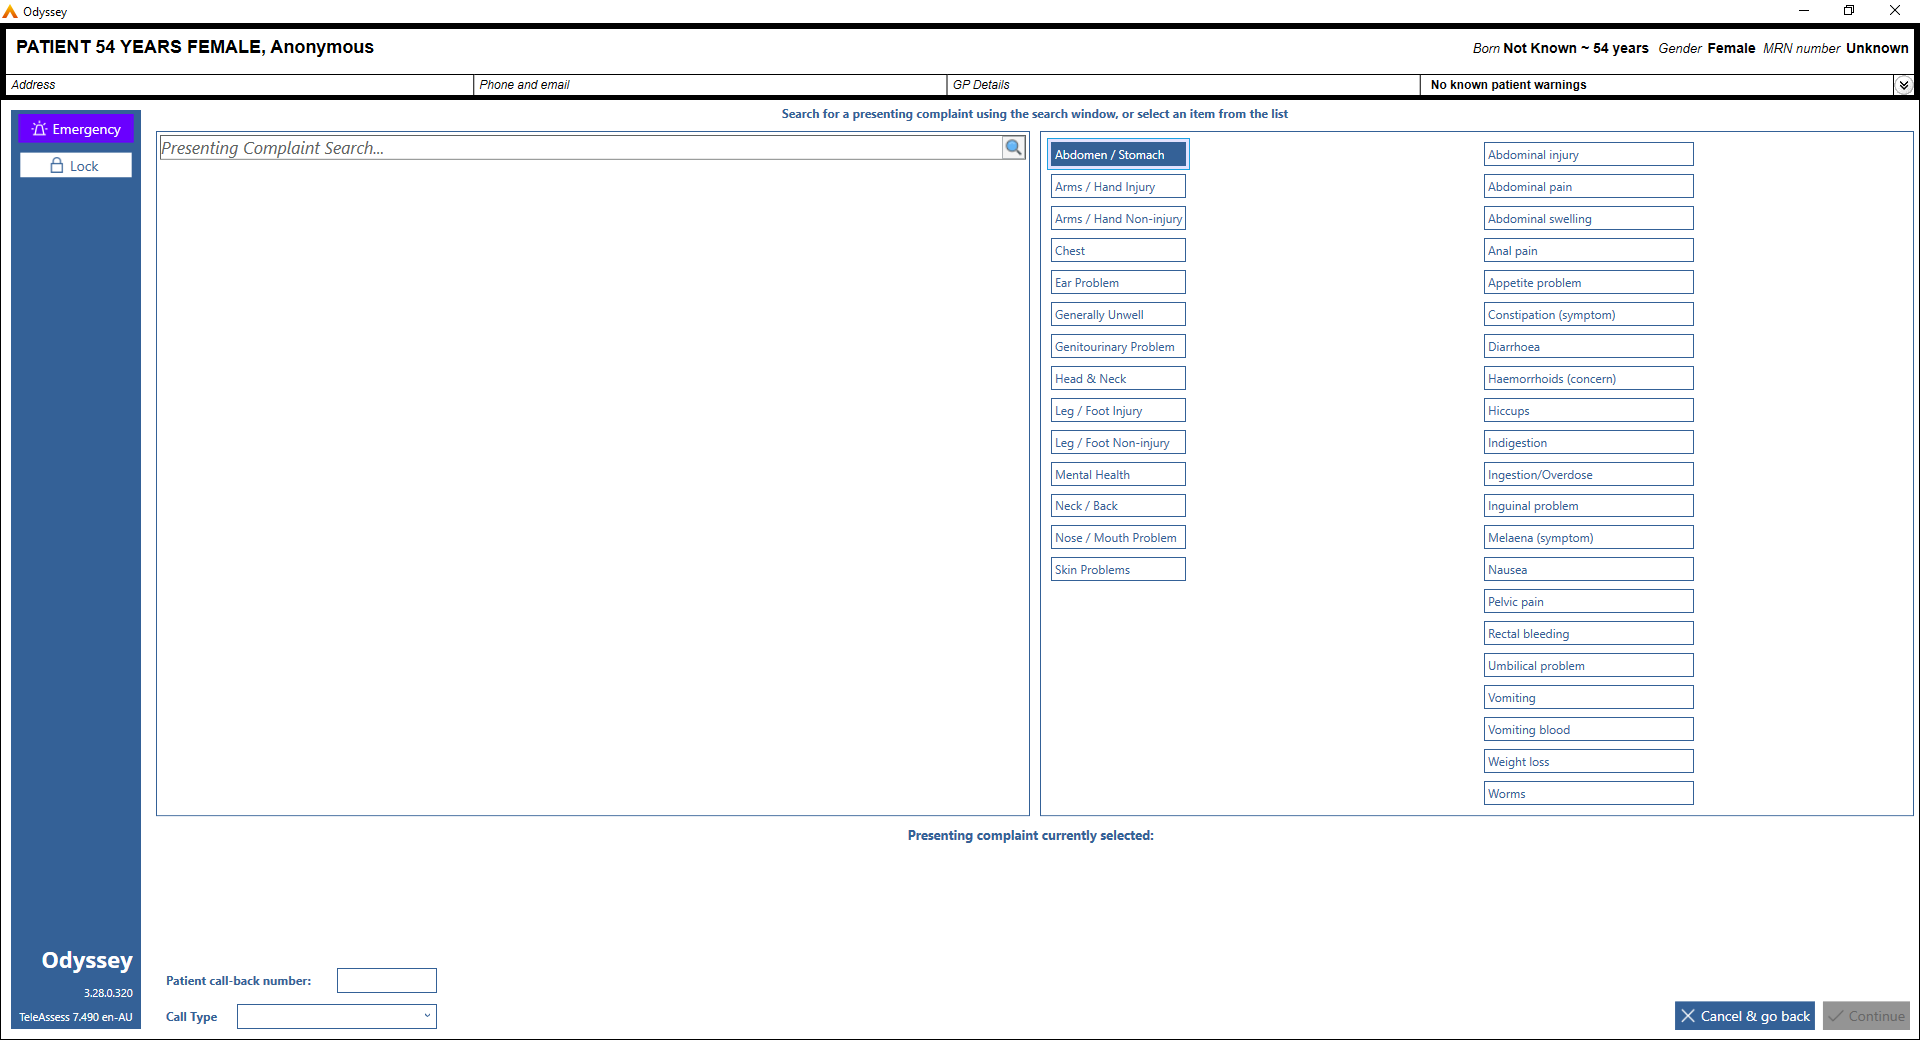 Odyssey
PATIENT 54 YEARS FEMALE, Anonymous
Born Not Known ~ 54 years Gender Female MRN number Unknown
Address
Phone and email
GP Details
No known patient warnings
Search for a presenting complaint using the search window, or select an item from the list
Emergency
Lock
Presenting Complaint Search...
Abdomen / Stomach
Arms / Hand Injury
Arms / Hand Non-injury
Chest
Ear Problem
Generally Unwell
Genitourinary Problem
Head & Neck
Leg / Foot Injury
Leg / Foot Non-injury
Mental Health
Neck / Back
Nose / Mouth Problem
Skin Problems
Abdominal injury
Abdominal pain
Abdominal swelling
Anal pain
Appetite problem
Constipation (symptom)
Diarrhoea
Haemorrhoids (concern)
Hiccups
Indigestion
Ingestion/Overdose
Inguinal problem
Melaena (symptom)
Nausea
Pelvic pain
Rectal bleeding
Umbilical problem
Vomiting
Vomiting blood
Weight loss
Worms
Presenting complaint currently selected:
Odyssey
3.28.0.320
TeleAssess 7.490 en-AU
Patient call-back number:
Call Type
Cancel & go back
Continue